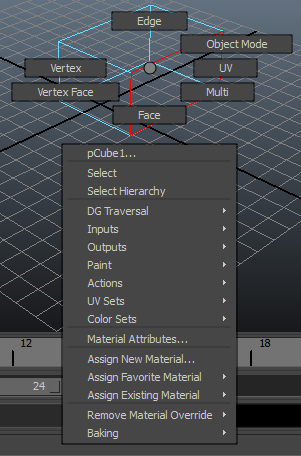 Edge
Object Mode
Vertex
UV
Vertex Face
Multi
Face
pCube1...
Select
Select Hierarchy
DG Traversal
Inputs
Outputs
Paint
Actions
UV Sets
Color Sets
Material Attributes...
12
18
Assign New Material...
Assign Favorite Material
24
Assign Existing Material
Remove Material Override
Baking